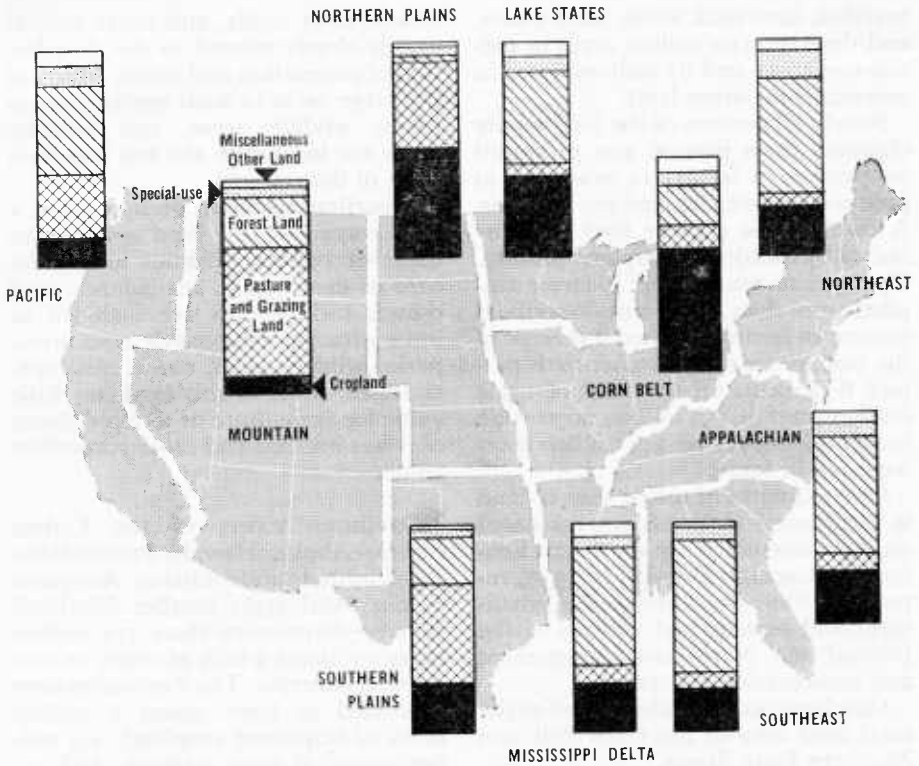 NORTHERN PLAINS
LAKE STATES
Miscellaneous
Other Land
Special-use
Forest Land
Pasture
and Grazing
Land
Cropland
PACIFIC
MOUNTAIN
NORTHEAST
CORN BELT
APPALACHIAN
SOUTHERN
PLAINS
MISSISSIPPI DELTA
SOUTHEAST